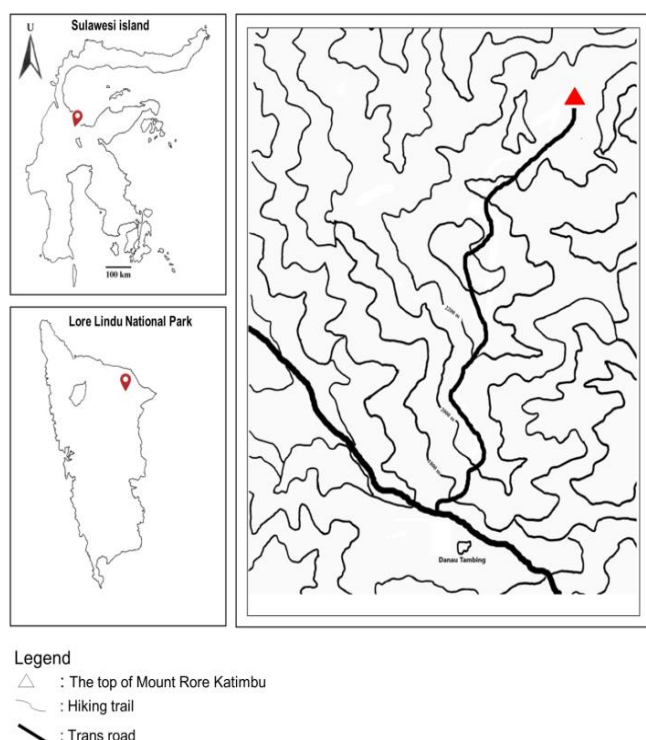 Sulawesi island
U
100 km
Lore Lindu National Park
2200 m
2000 m
Danau Tambing
Legend
: The top of Mount Rore Katimbu
: Hiking trail
: Trans road